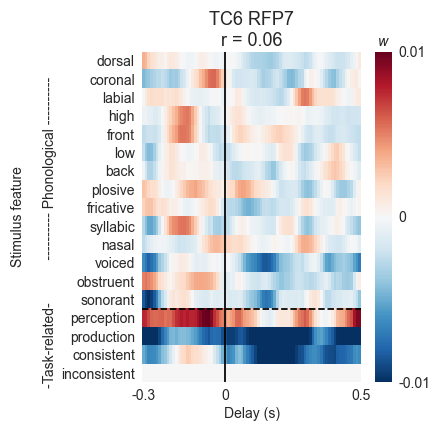 TC6 RFP7
r = 0.06
w
Stimulus feature
---------- Phonological ----------
-Task-related-
dorsal
coronal
labial
high
front
low
back
plosive
fricative
syllabic
nasal
voiced
obstruent
sonorant
perception
production
consistent
inconsistent
0.01
0
-0.01
-0.3
0
0.5
Delay (s)